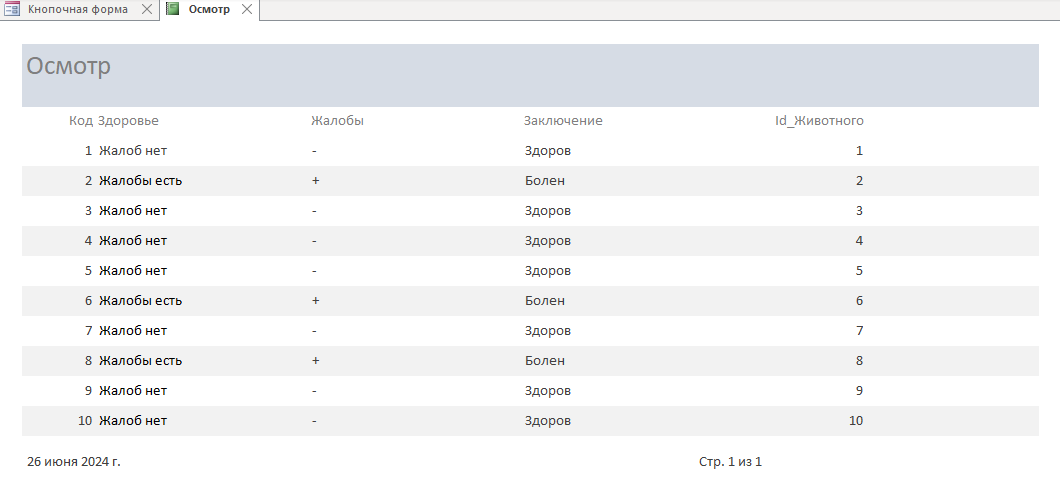 Кнопочная форма Осмотр
Осмотр
Код Здоровье Жалобы Заключение Id_Животного
1 Жалоб нет - Здоров 1
2 Жалобы есть + Болен 2
3 Жалоб нет - Здоров 3
4 Жалоб нет - Здоров 4
5 Жалоб нет - Здоров 5
6 Жалобы есть + Болен 6
7 Жалоб нет - Здоров 7
8 Жалобы есть + Болен 8
9 Жалоб нет - Здоров 9
10 Жалоб нет - Здоров 10
26 июня 2024 г. Стр. 1 из 1